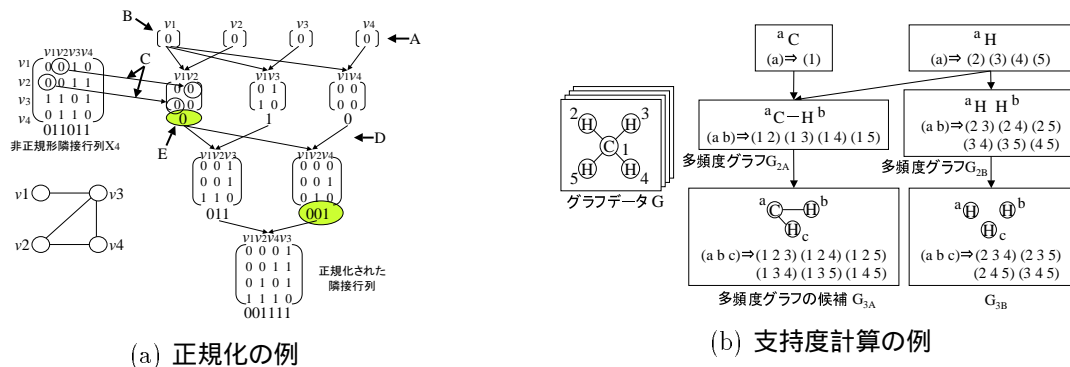 B
v1 v2 v3 v4
(0) (0) (0) (0)
A
v1v2v3v4
v1 0 0 1 0
v2 0 0 1 1
v3 1 1 0 1
v4 0 1 1 0
011011
非正規形隣接行列X4
C
v1v2 v1v3 v1v4
0 0 0 1 0 0
0 0 1 0 0 0
0 1 0
E
D
v1v2v3 v1v2v4
0 0 1 0 0 0
0 0 1 0 0 1
1 1 0 0 1 0
011 001
v1v2v4v3
0 0 0 1
0 0 1 1
0 1 0 1
1 1 1 0
001111
正規化された
隣接行列
v1 v3
v2 v4
(a) 正規化の例
a C
(a)⇒ (1)
a H
(a)⇒ (2) (3) (4) (5)
2 3
H H
C 1
H H
5 4
グラフデータ G
a C−H b
(a b)⇒(1 2) (1 3) (1 4) (1 5)
多頻度グラフG2A
a H H b
(a b)⇒(2 3) (2 4) (2 5)
(3 4) (3 5) (4 5)
多頻度グラフG2B
a C H b
H c
(a b c)⇒(1 2 3) (1 2 4) (1 2 5)
(1 3 4) (1 3 5) (1 4 5)
多頻度グラフの候補 G3A
a H H b
H c
(a b c)⇒(2 3 4) (2 3 5)
(2 4 5) (3 4 5)
G3B
(b) 支持度計算の例